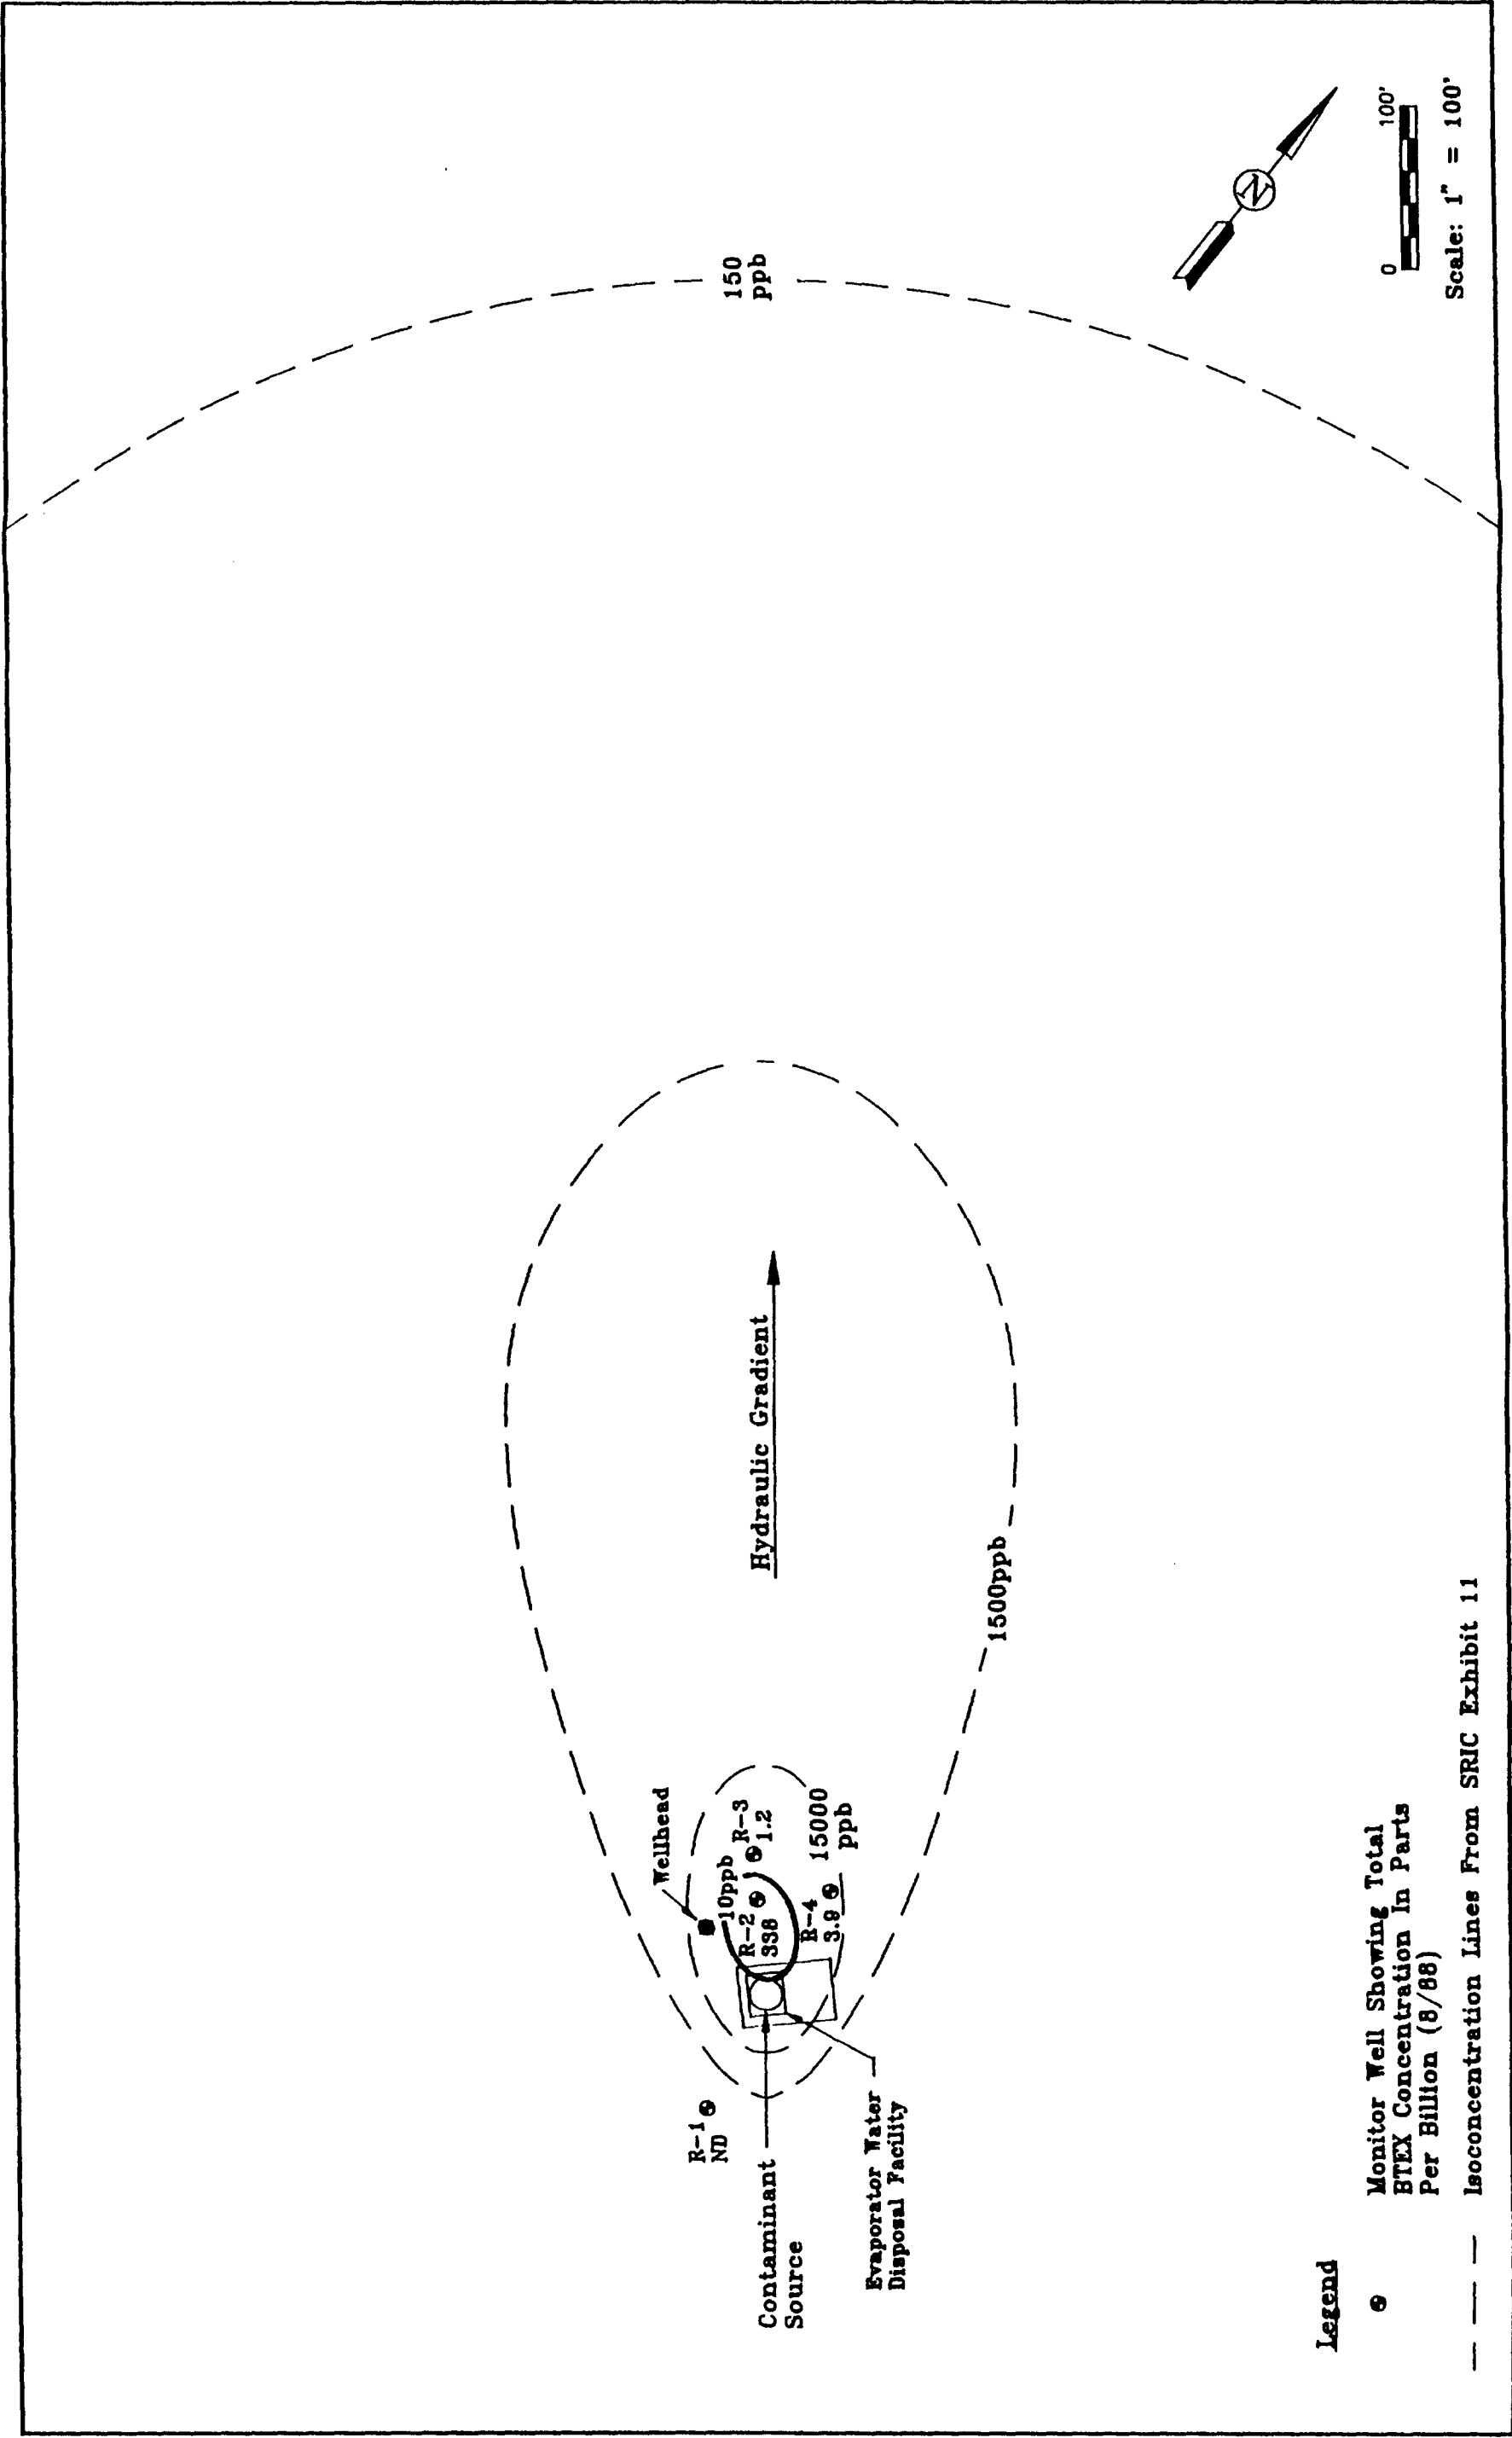 R-1
ND
Contaminant
Source
Evaporator Water
Disposal Facility
Wellhead
10ppb
R-2
338
R-3
1.2
R-4
3.9
15000
ppb
1500ppb
Hydraulic Gradient
150
ppb
N
0 100'
Scale: 1" = 100'
Legend
Monitor Well Showing Total
BTEX Concentration In Parts
Per Billion (8/88)
Isoconcentration Lines From SRIC Exhibit 11